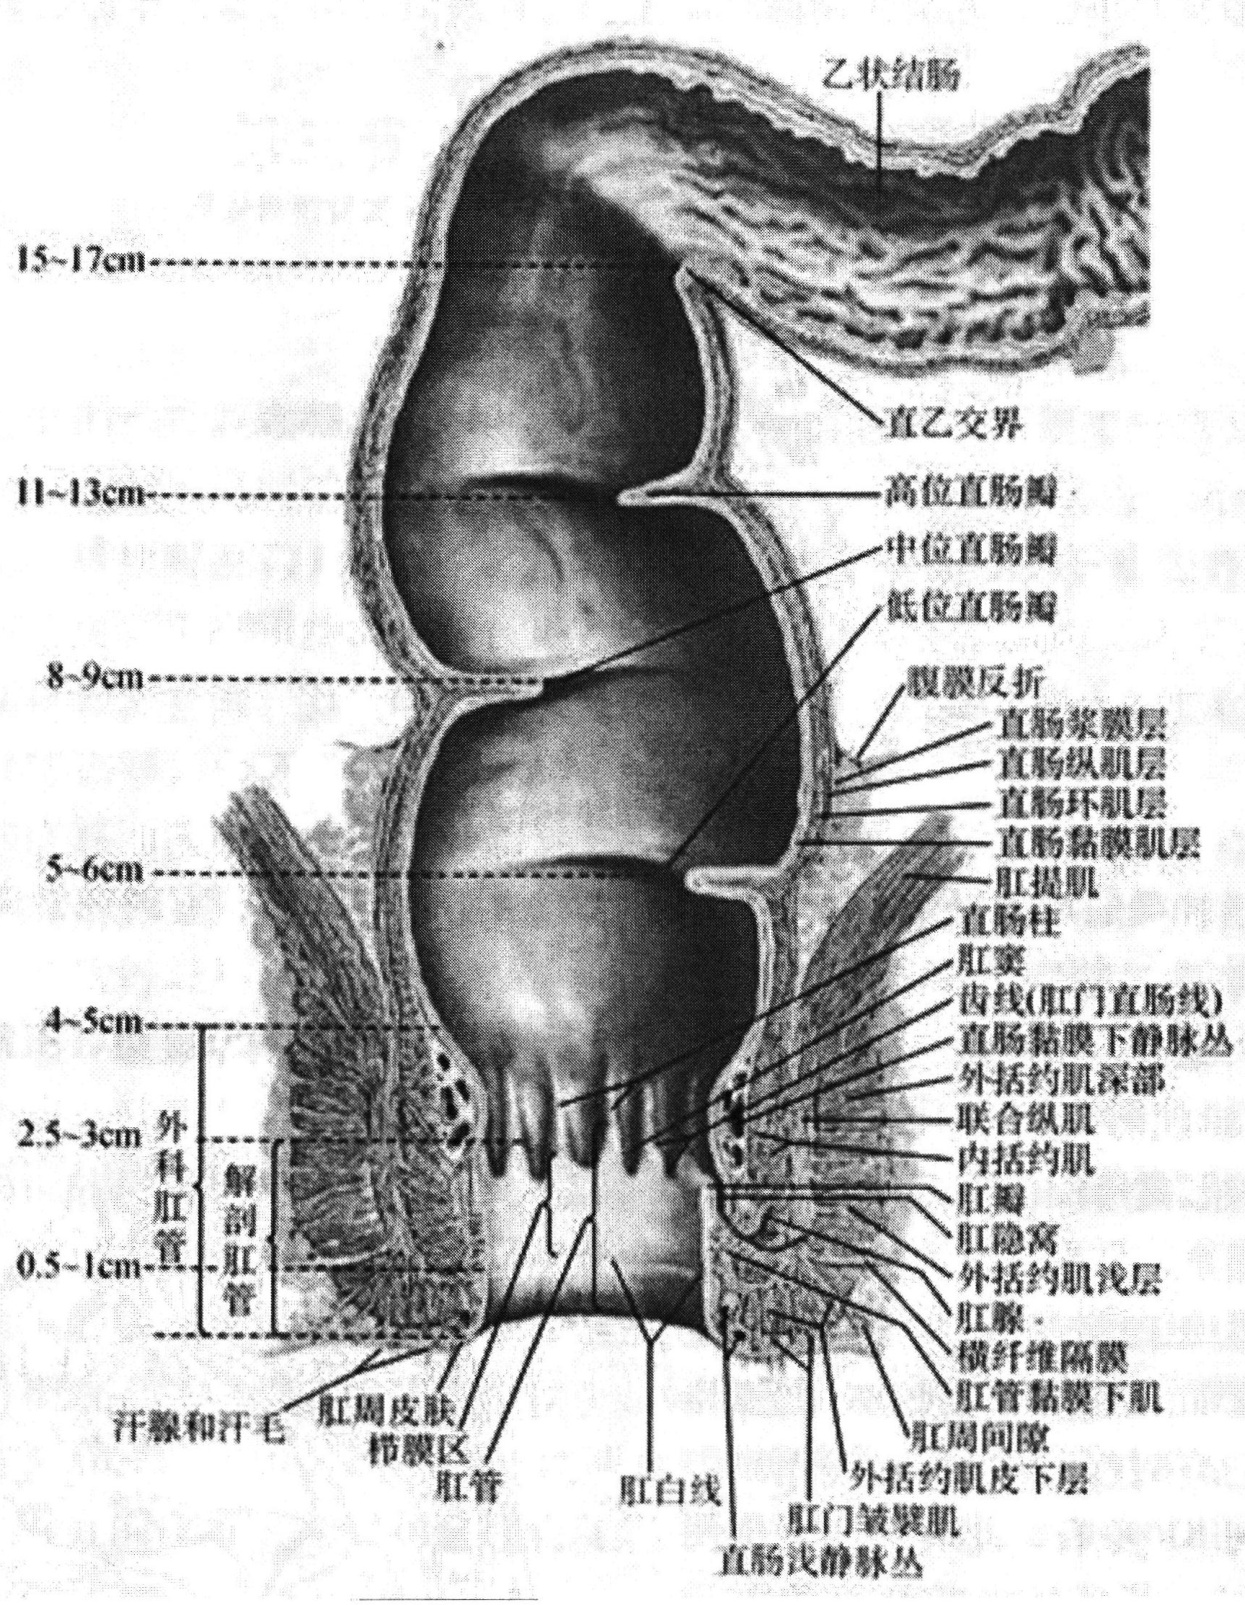 乙状结肠
15~17cm
直乙交界
11~13cm
高位直肠瓣
中位直肠瓣
低位直肠瓣
8~9cm
腹膜反折
直肠浆膜层
直肠纵肌层
直肠环肌层
直肠黏膜肌层
5~6cm
肛提肌
直肠柱
肛窦
齿线(肛门直肠线)
4~5cm
直肠黏膜下静脉丛
外括约肌深部
联合纵肌
2.5~3cm
外科肛管
解剖肛管
内括约肌
肛瓣
肛隐窝
0.5~1cm
外括约肌浅层
肛腺
横纤维隔膜
肛管黏膜下肌
汗腺和汗毛
肛周皮肤
栉膜区
肛管
肛白线
肛周间隙
外括约肌皮下层
肛门皱襞肌
直肠浅静脉丛